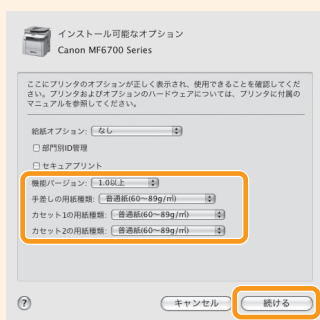 インストール可能なオプション
Canon MF6700 Series
ここにプリンタのオプションが正しく表示され、使用できることを確認してくだ
さい。プリンタおよびオプションのハードウェアについては、プリンタに付属の
マニュアルを参照してください。
給紙オプション: なし
部門別ID管理
セキュアプリント
機能バージョン: 1.0以上
手差しの用紙種類: 普通紙(60〜89g/㎡)
カセット1の用紙種類: 普通紙(60〜89g/㎡)
カセット2の用紙種類: 普通紙(60〜89g/㎡)
? キャンセル 続ける